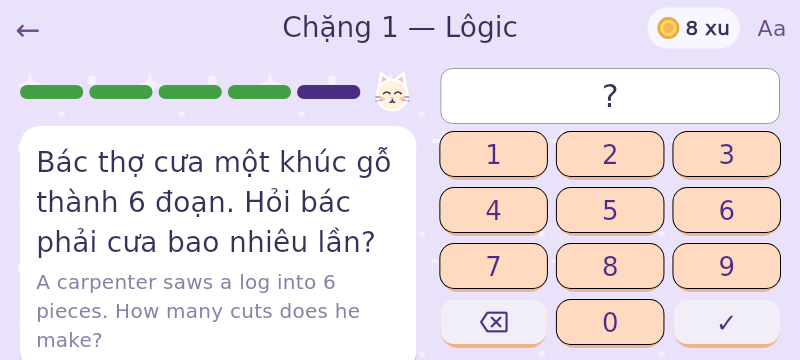 ←
Chặng 1 — Lôgic
8 xu
Aa
Bác thợ cưa một khúc gỗ
thành 6 đoạn. Hỏi bác
phải cưa bao nhiêu lần?
A carpenter saws a log into 6
pieces. How many cuts does he
make?
?
1 2 3
4 5 6
7 8 9
0 ✓